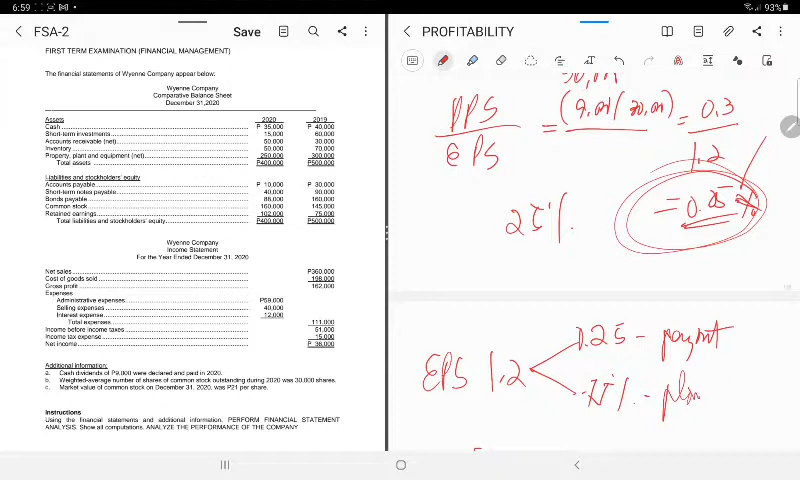 6:59
93%
FSA-2
Save
PROFITABILITY
FIRST TERM EXAMINATION (FINANCIAL MANAGEMENT)
The financial statements of Wyenne Company appear below:
Wyenne Company
Comparative Balance Sheet
December 31,2020
Assets 2020 2019
Cash P 35,000 P 40,000
Short-term investments 15,000 60,000
Accounts receivable (net) 50,000 30,000
Inventory 50,000 70,000
Property, plant and equipment (net) 250,000 300,000
Total assets P400,000 P500,000
Liabilities and stockholders' equity
Accounts payable P 10,000 P 30,000
Short-term notes payable 40,000 90,000
Bonds payable 88,000 160,000
Common stock 160,000 145,000
Retained earnings 102,000 75,000
Total liabilities and stockholders' equity P400,000 P500,000
Wyenne Company
Income Statement
For the Year Ended December 31, 2020
Net sales P360,000
Cost of goods sold 198,000
Gross profit 162,000
Expenses
Administrative expenses P59,000
Selling expenses 40,000
Interest expense 12,000
Total expenses 111,000
Income before income taxes 51,000
Income tax expense 15,000
Net income P 36,000
Additional information:
a. Cash dividends of P9,000 were declared and paid in 2020.
b. Weighted-average number of shares of common stock outstanding during 2020 was 30,000 shares.
c. Market value of common stock on December 31, 2020, was P21 per share.
Instructions
Using the financial statements and additional information. PERFORM FINANCIAL STATEMENT
ANALYSIS. Show all computations. ANALYZE THE PERFORMANCE OF THE COMPANY
DPS = = 0.3
EPS 1.2
= 0.25
25%
EPS 1.2